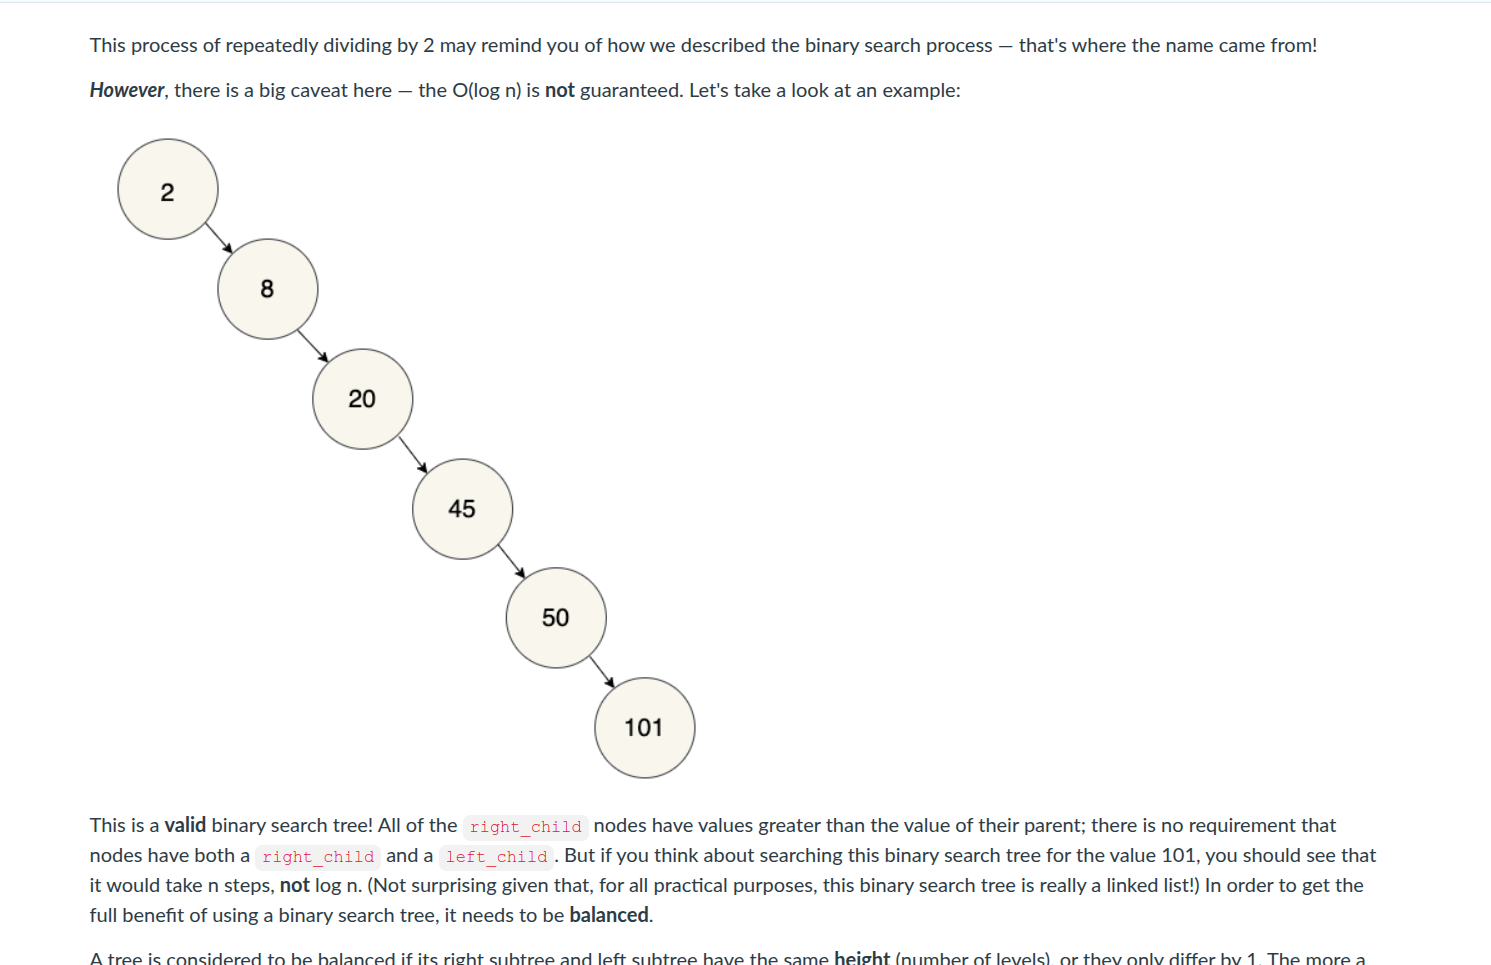 This process of repeatedly dividing by 2 may remind you of how we described the binary search process — that's where the name came from!
However, there is a big caveat here — the O(log n) is not guaranteed. Let's take a look at an example:
2
8
20
45
50
101
This is a valid binary search tree! All of the right_child nodes have values greater than the value of their parent; there is no requirement that
nodes have both a right_child and a left_child. But if you think about searching this binary search tree for the value 101, you should see that
it would take n steps, not log n. (Not surprising given that, for all practical purposes, this binary search tree is really a linked list!) In order to get the
full benefit of using a binary search tree, it needs to be balanced.
A tree is considered to be balanced if its right subtree and left subtree have the same height (number of levels), or they only differ by 1. The more a